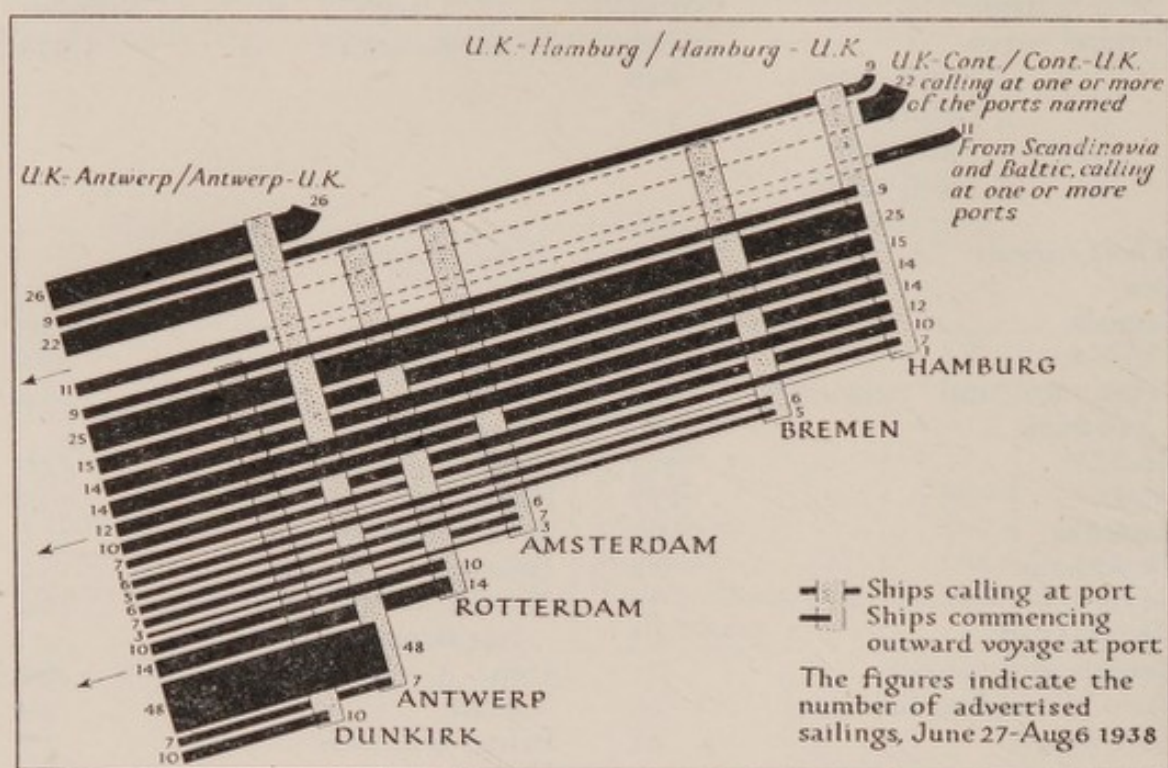 U.K.-Hamburg / Hamburg - U.K
9
U.K-Cont./Cont.-U.K.
22 calling at one or more
of the ports named
11
From Scandinavia
and Baltic, calling
at one or more
ports
U.K-Antwerp/Antwerp-U.K.
26
26
9
22
11
9
25
15
14
14
12
10
7
1
6
5
6
7
3
10
14
48
7
10
9
25
15
14
14
12
10
7
1
HAMBURG
6
5
BREMEN
6
7
3
AMSTERDAM
10
14
ROTTERDAM
48
7
ANTWERP
10
DUNKIRK
Ships calling at port
Ships commencing
outward voyage at port
The figures indicate the
number of advertised
sailings, June 27-Aug 6 1938